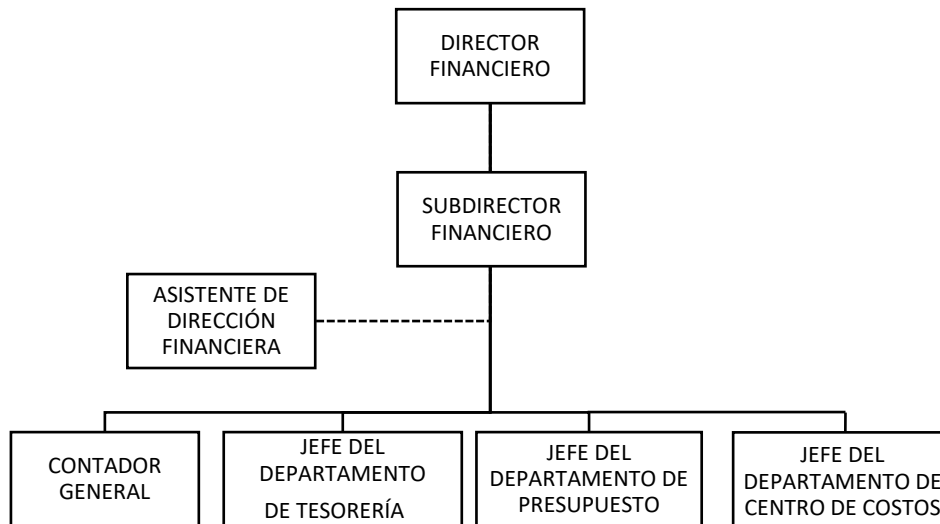 DIRECTOR
FINANCIERO
SUBDIRECTOR
FINANCIERO
ASISTENTE DE
DIRECCIÓN
FINANCIERA
CONTADOR
GENERAL
JEFE DEL
DEPARTAMENTO
DE TESORERÍA
JEFE DEL
DEPARTAMENTO DE
PRESUPUESTO
JEFE DEL
DEPARTAMENTO DE
CENTRO DE COSTOS